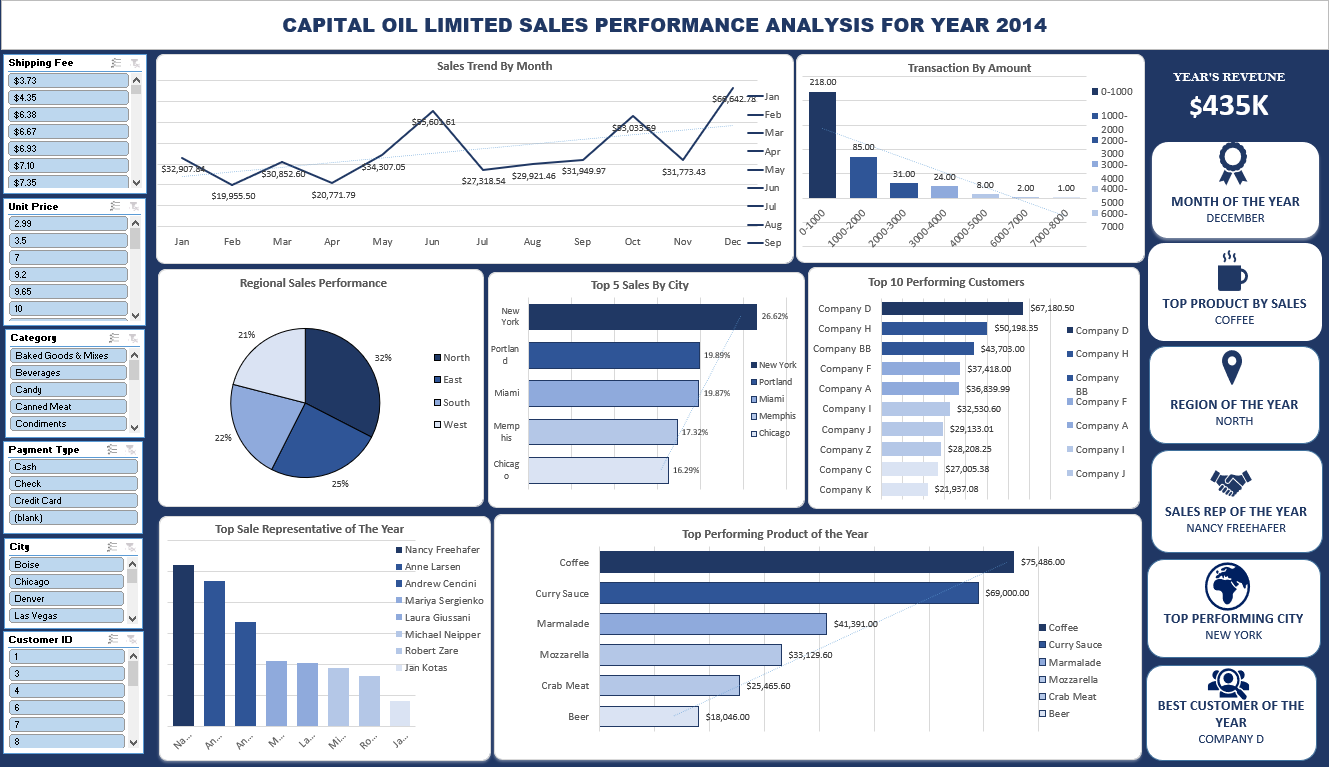 CAPITAL OIL LIMITED SALES PERFORMANCE ANALYSIS FOR YEAR 2014
Shipping Fee
$3.73
$4.35
$6.38
$6.67
$6.93
$7.10
$7.35
Unit Price
2.99
3.5
7
9.2
9.65
10
Category
Baked Goods & Mixes
Beverages
Candy
Canned Meat
Condiments
Payment Type
Cash
Check
Credit Card
(blank)
City
Boise
Chicago
Denver
Las Vegas
Customer ID
1
3
4
6
7
8
Sales Trend By Month
$32,907.84
$19,955.50
$30,852.60
$20,771.79
$34,307.05
$55,601.61
$27,318.54
$29,921.46
$31,949.97
$53,033.59
$31,773.43
$66,642.78
Jan
Feb
Mar
Apr
May
Jun
Jul
Aug
Sep
Oct
Nov
Dec
Jan
Feb
Mar
Apr
May
Jun
Jul
Aug
Sep
Transaction By Amount
218.00
85.00
31.00
24.00
8.00
2.00
1.00
0-1000
1000-2000
2000-3000
3000-4000
4000-5000
6000-7000
7000-8000
0-1000
1000-
2000
2000-
3000
3000-
4000
4000-
5000
6000-
7000
Regional Sales Performance
21%
32%
22%
25%
North
East
South
West
Top 5 Sales By City
New
York
26.62%
Portlan
d
19.89%
Miami
19.87%
Memp
his
17.32%
Chicag
o
16.29%
New York
Portland
Miami
Memphis
Chicago
Top 10 Performing Customers
Company D
$67,180.50
Company H
$50,198.35
Company BB
$43,703.00
Company F
$37,418.00
Company A
$36,839.99
Company I
$32,530.60
Company J
$29,133.01
Company Z
$28,208.25
Company C
$27,005.38
Company K
$21,937.08
Company D
Company H
Company
BB
Company F
Company A
Company I
Company J
Top Sale Representative of The Year
Na...
An...
An...
M...
La...
Mi...
Ro...
Ja...
Nancy Freehafer
Anne Larsen
Andrew Cencini
Mariya Sergienko
Laura Giussani
Michael Neipper
Robert Zare
Jan Kotas
Top Performing Product of the Year
Coffee
$75,486.00
Curry Sauce
$69,000.00
Marmalade
$41,391.00
Mozzarella
$33,129.60
Crab Meat
$25,465.60
Beer
$18,046.00
Coffee
Curry Sauce
Marmalade
Mozzarella
Crab Meat
Beer
YEAR'S REVEUNE
$435K
MONTH OF THE YEAR
DECEMBER
TOP PRODUCT BY SALES
COFFEE
REGION OF THE YEAR
NORTH
SALES REP OF THE YEAR
NANCY FREEHAFER
TOP PERFORMING CITY
NEW YORK
BEST CUSTOMER OF THE
YEAR
COMPANY D